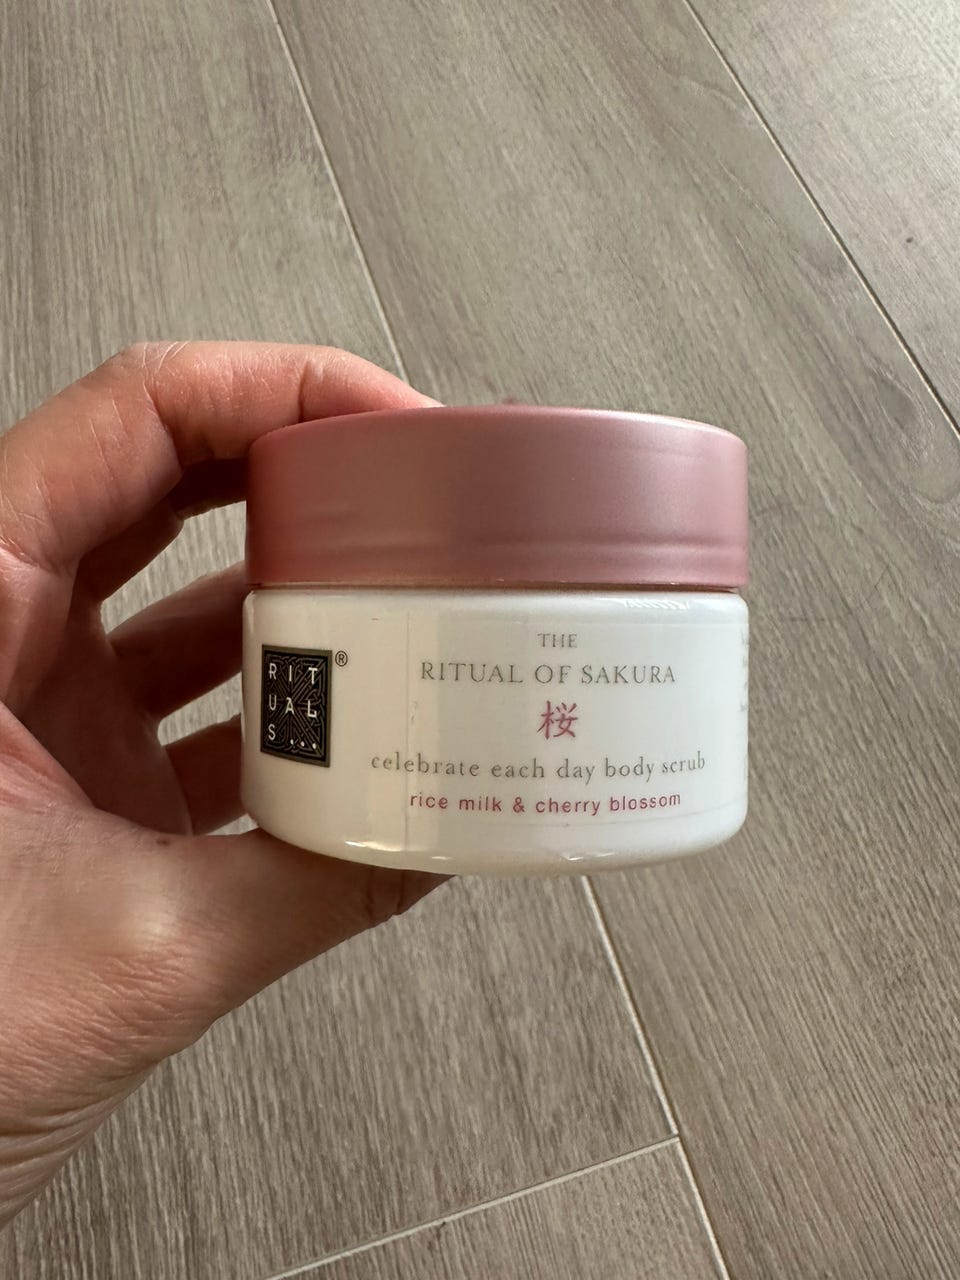 RIT
UAL
S...
®
THE
RITUAL OF SAKURA
桜
celebrate each day body scrub
rice milk & cherry blossom